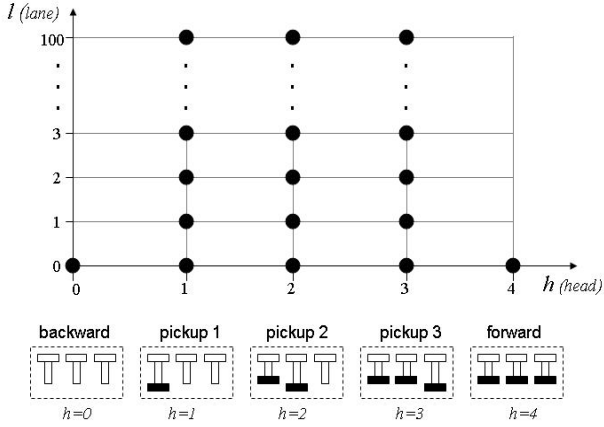 l (lane)
100
3
2
1
0
0 1 2 3 4
h (head)
backward pickup 1 pickup 2 pickup 3 forward
h=0 h=1 h=2 h=3 h=4